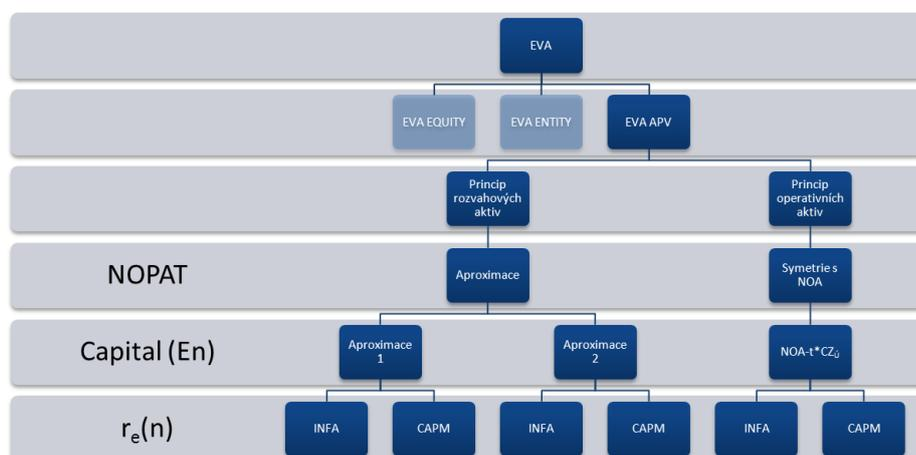 EVA
EVA EQUITY
EVA ENTITY
EVA APV
Princip
rozvahových
aktiv
Princip
operativních
aktiv
NOPAT
Aproximace
Symetrie s
NOA
Capital (En)
Aproximace
1
Aproximace
2
NOA-t*CZú
re(n)
INFA
CAPM
INFA
CAPM
INFA
CAPM